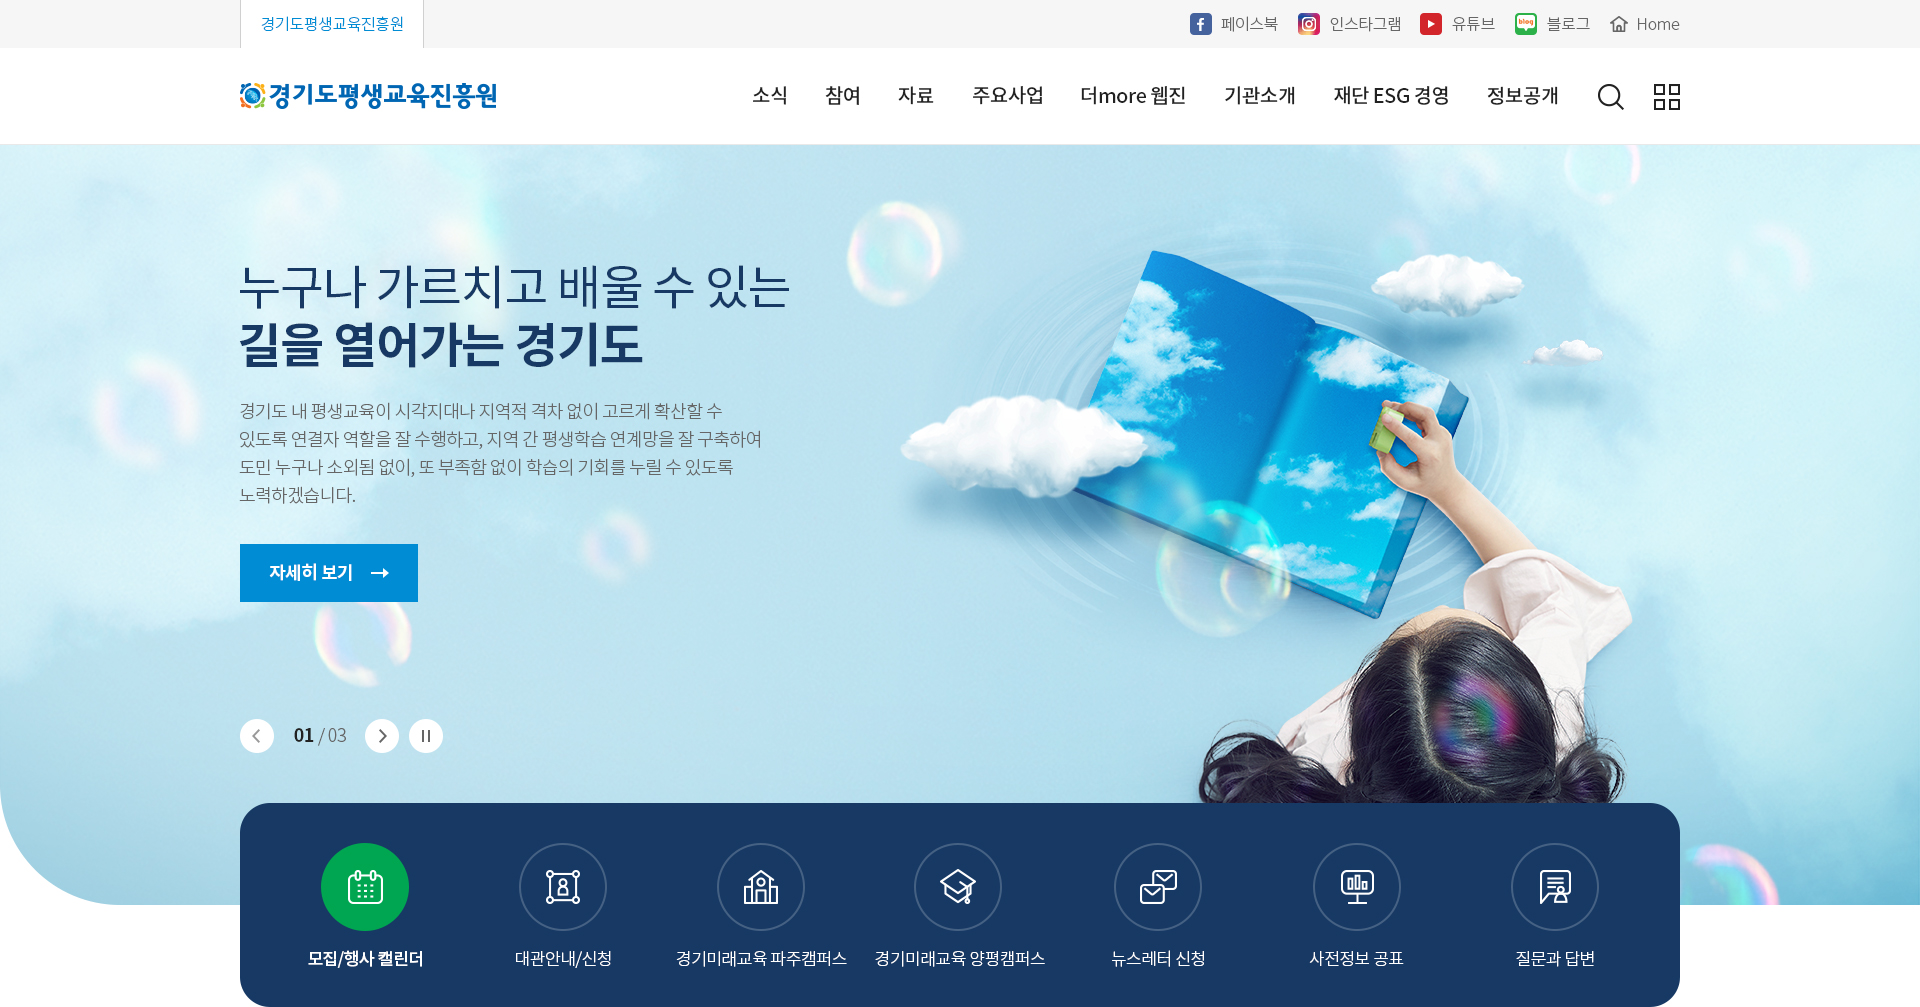 경기도평생교육진흥원
페이스북
인스타그램
유튜브
blog 블로그
Home
경기도평생교육진흥원
소식
참여
자료
주요사업
더more 웹진
기관소개
재단 ESG 경영
정보공개
누구나 가르치고 배울 수 있는
길을 열어가는 경기도
경기도 내 평생교육이 시각지대나 지역적 격차 없이 고르게 확산할 수
있도록 연결자 역할을 잘 수행하고, 지역 간 평생학습 연계망을 잘 구축하여
도민 누구나 소외됨 없이, 또 부족함 없이 학습의 기회를 누릴 수 있도록
노력하겠습니다.
자세히 보기
01 / 03
모집/행사 캘린더
대관안내/신청
경기미래교육 파주캠퍼스
경기미래교육 양평캠퍼스
뉴스레터 신청
사전정보 공표
질문과 답변